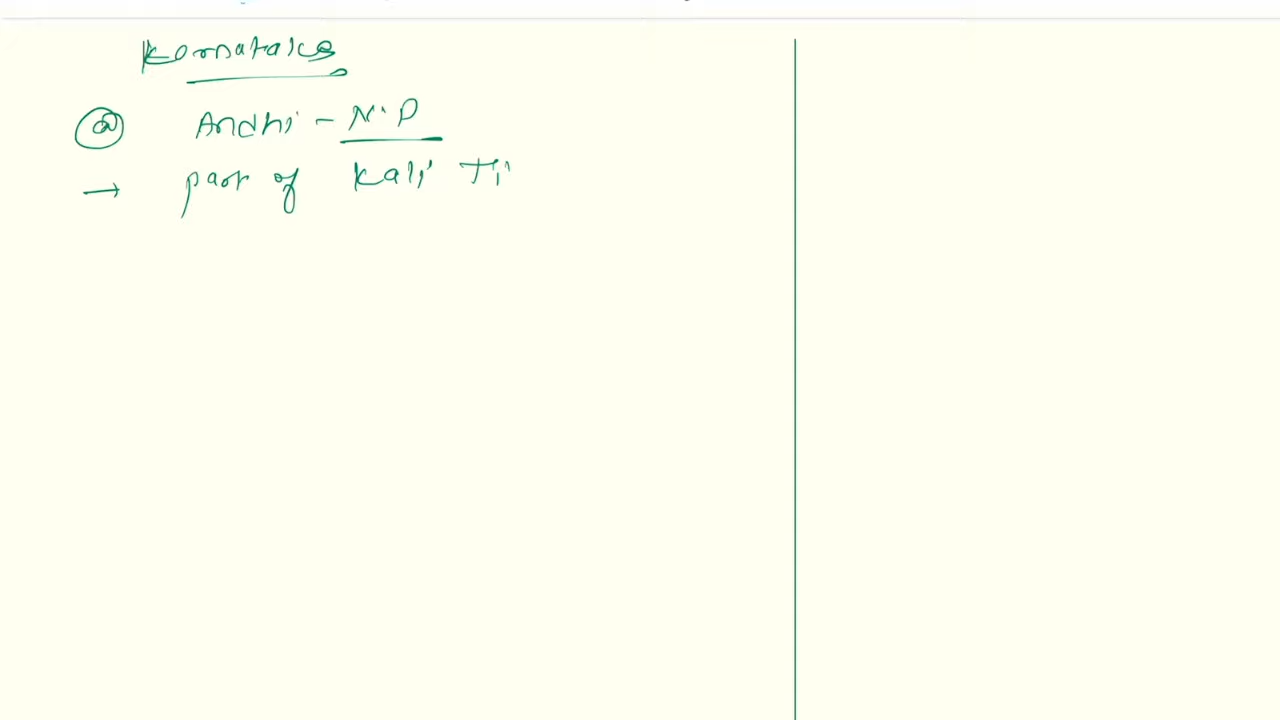 Karnataka
@ Andhi - N.P
→ part of Kali Ti